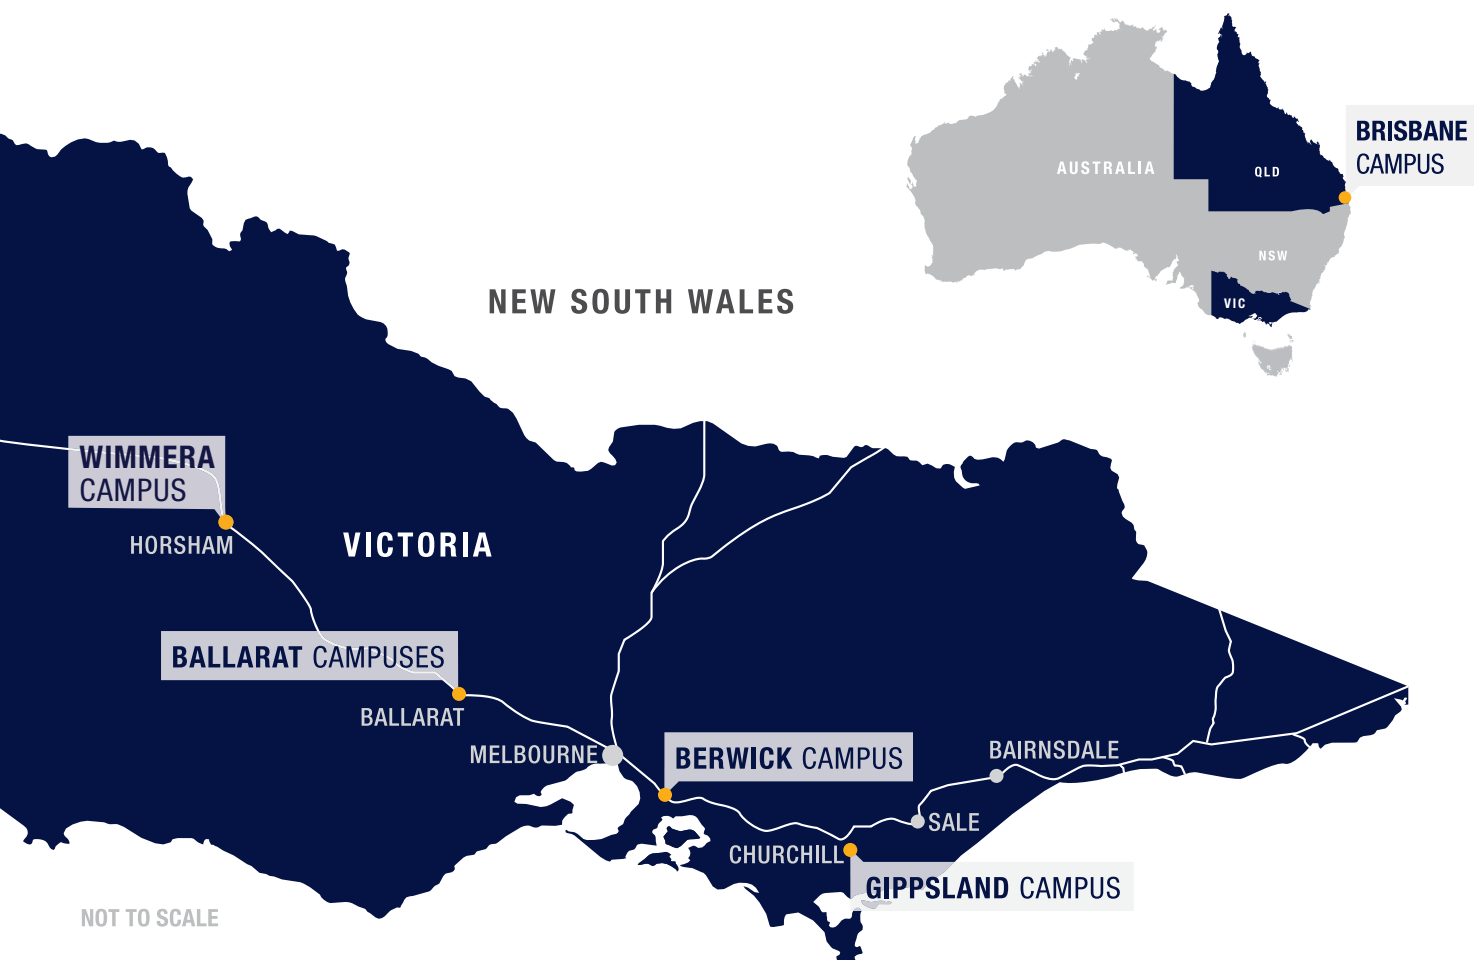 BRISBANE
CAMPUS
AUSTRALIA
QLD
NSW
VIC
NEW SOUTH WALES
WIMMERA
CAMPUS
HORSHAM
VICTORIA
BALLARAT CAMPUSES
BALLARAT
MELBOURNE
BERWICK CAMPUS
BAIRNSDALE
SALE
CHURCHILL
GIPPSLAND CAMPUS
NOT TO SCALE